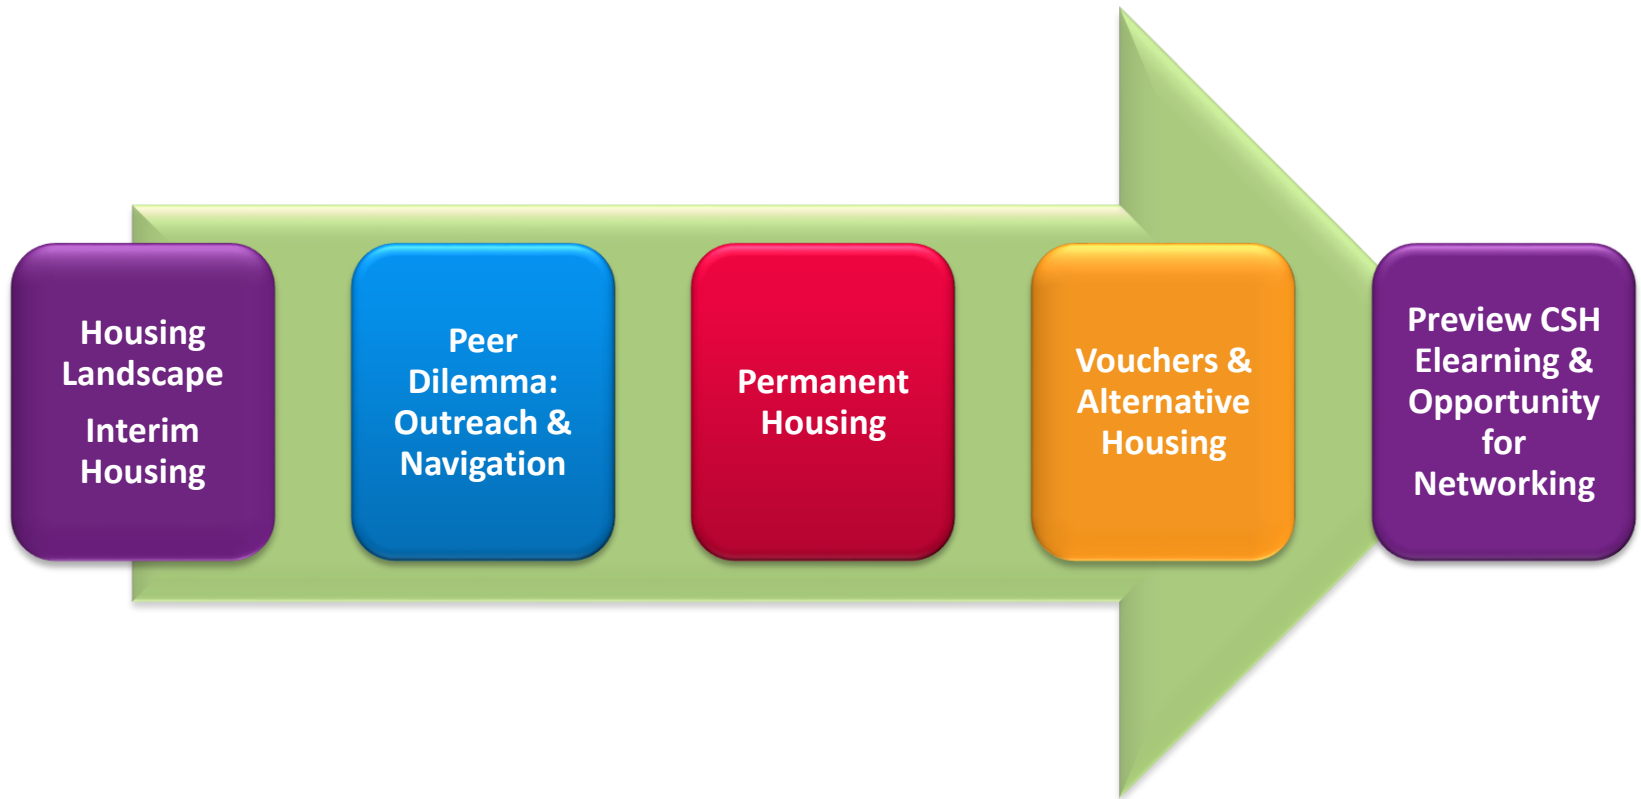 Housing
Landscape
Interim
Housing
Peer
Dilemma:
Outreach &
Navigation
Permanent
Housing
Vouchers &
Alternative
Housing
Preview CSH
Elearning &
Opportunity
for
Networking